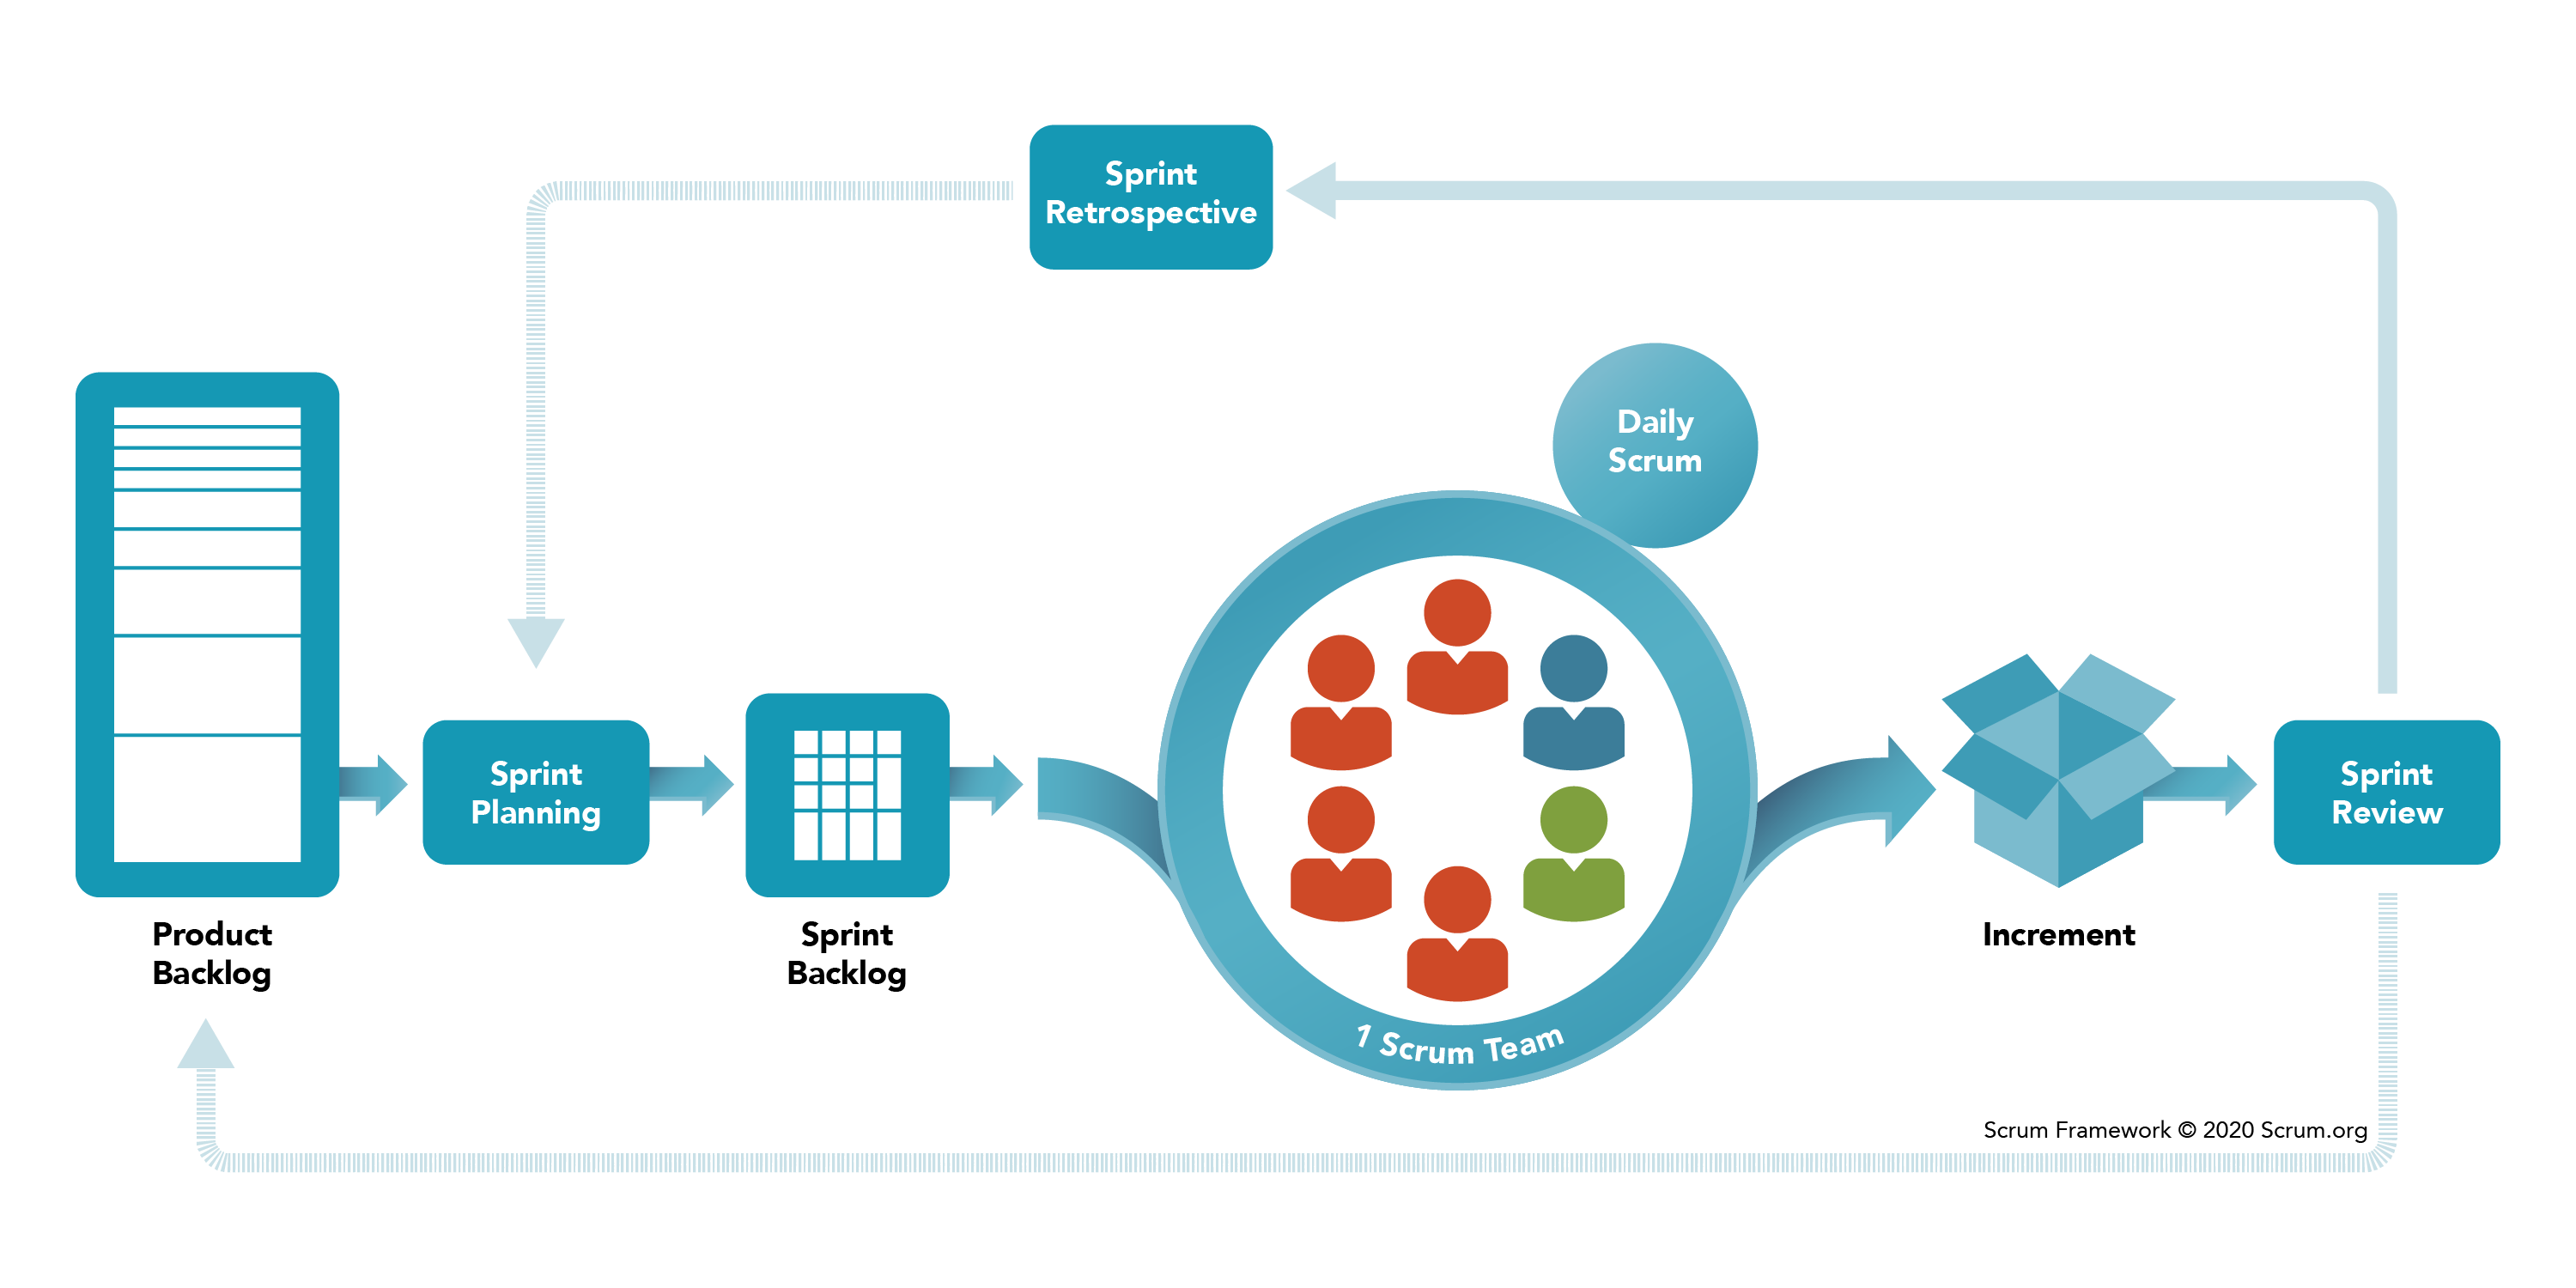 Sprint
Retrospective
Daily
Scrum
Sprint
Planning
Sprint
Review
Product
Backlog
Sprint
Backlog
Increment
1 Scrum Team
Scrum Framework © 2020 Scrum.org